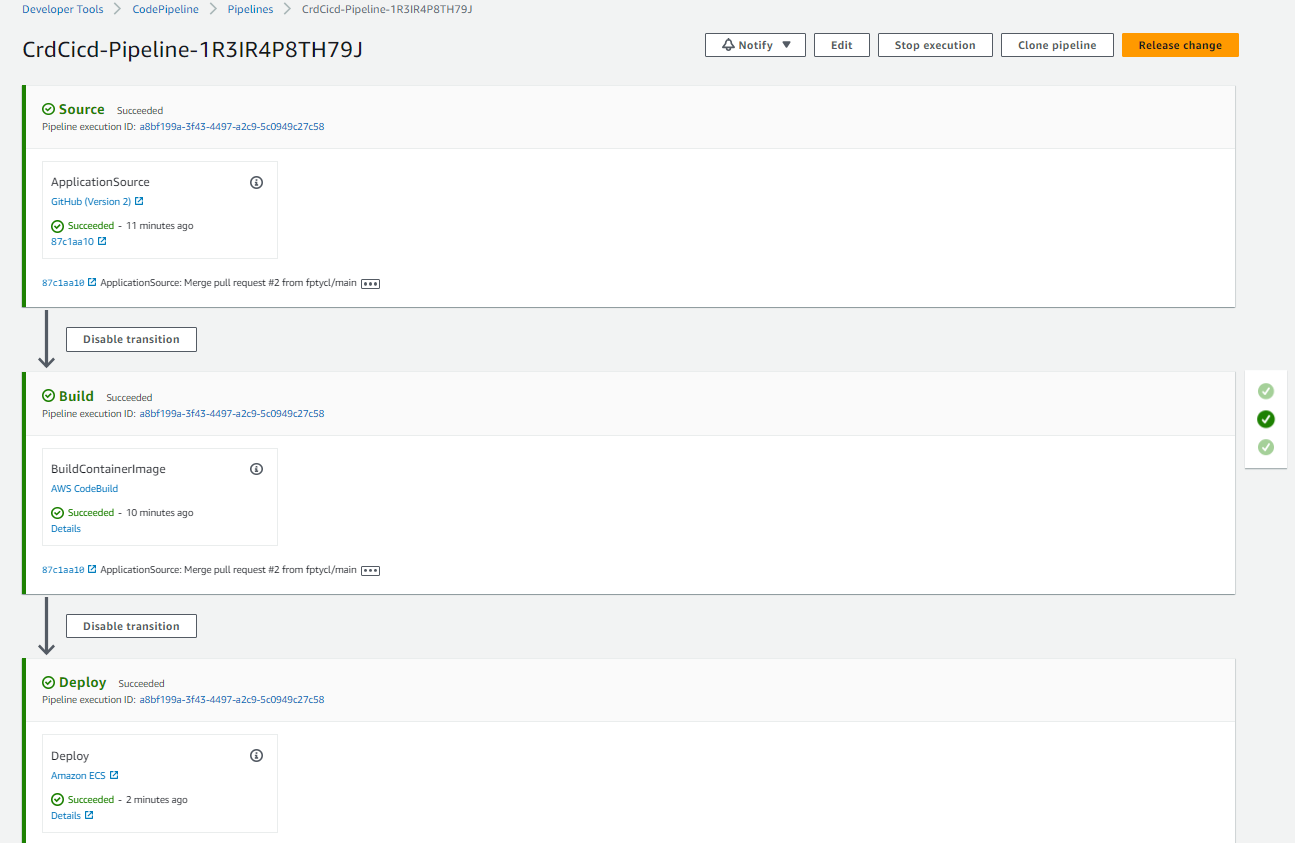 Developer Tools > CodePipeline > Pipelines > CrdCicd-Pipeline-1R3IR4P8TH79J
CrdCicd-Pipeline-1R3IR4P8TH79J
Notify Edit Stop execution Clone pipeline Release change
Source Succeeded
Pipeline execution ID: a8bf199a-3f43-4497-a2c9-5c0949c27c58
ApplicationSource
GitHub (Version 2)
Succeeded - 11 minutes ago
87c1aa10
87c1aa10 ApplicationSource: Merge pull request #2 from fptycl/main
Disable transition
Build Succeeded
Pipeline execution ID: a8bf199a-3f43-4497-a2c9-5c0949c27c58
BuildContainerImage
AWS CodeBuild
Succeeded - 10 minutes ago
Details
87c1aa10 ApplicationSource: Merge pull request #2 from fptycl/main
Disable transition
Deploy Succeeded
Pipeline execution ID: a8bf199a-3f43-4497-a2c9-5c0949c27c58
Deploy
Amazon ECS
Succeeded - 2 minutes ago
Details